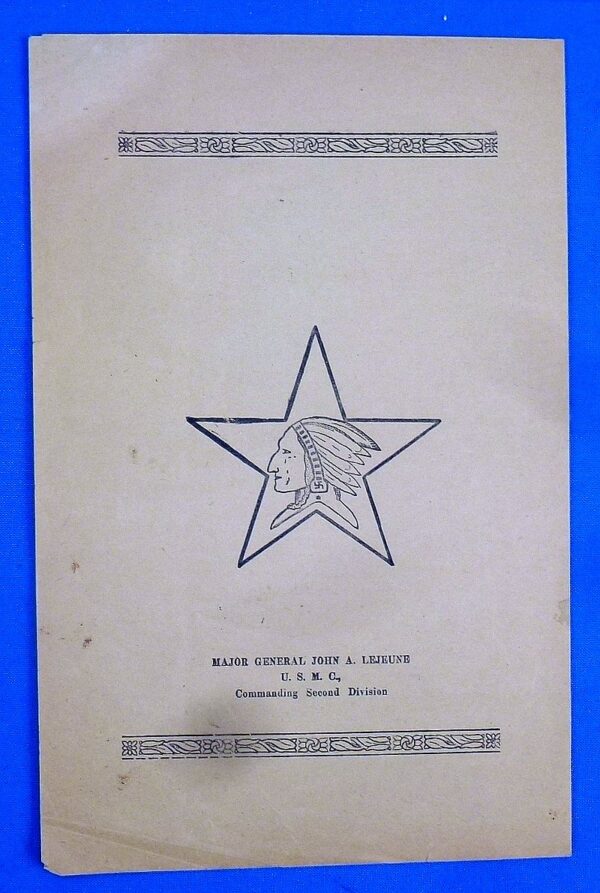 MAJOR GENERAL JOHN A. LEJEUNE
U. S. M. C.,
Commanding Second Division